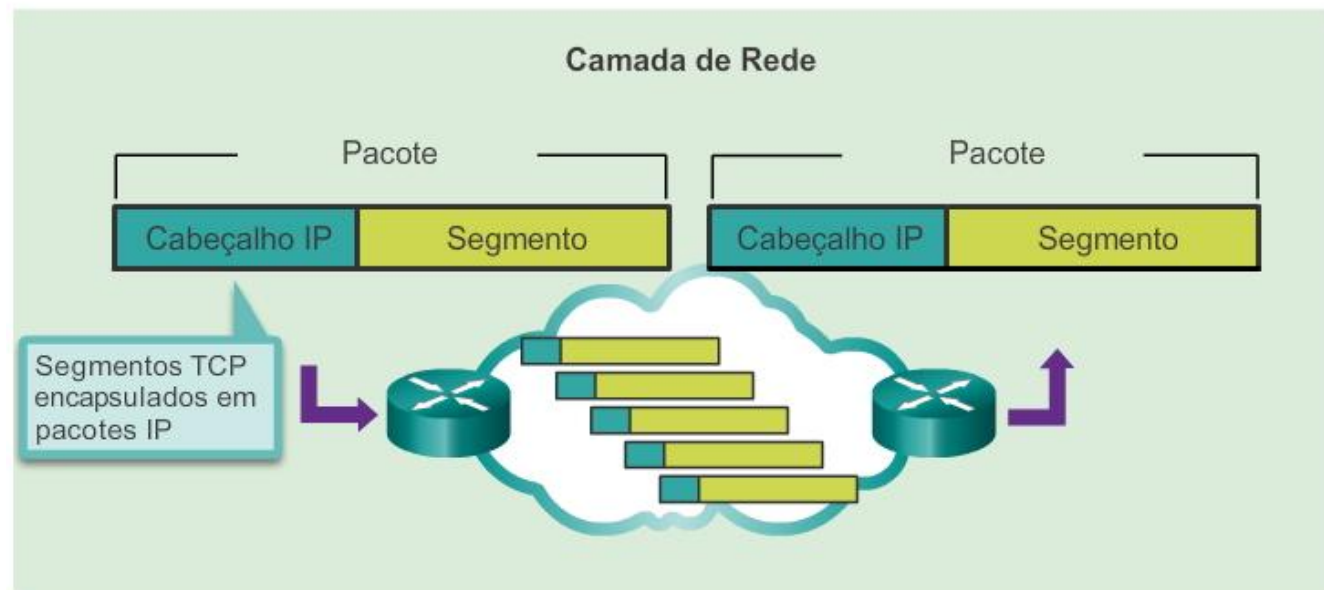 Camada de Rede
Pacote
Pacote
Cabeçalho IP
Segmento
Cabeçalho IP
Segmento
Segmentos TCP
encapsulados em
pacotes IP